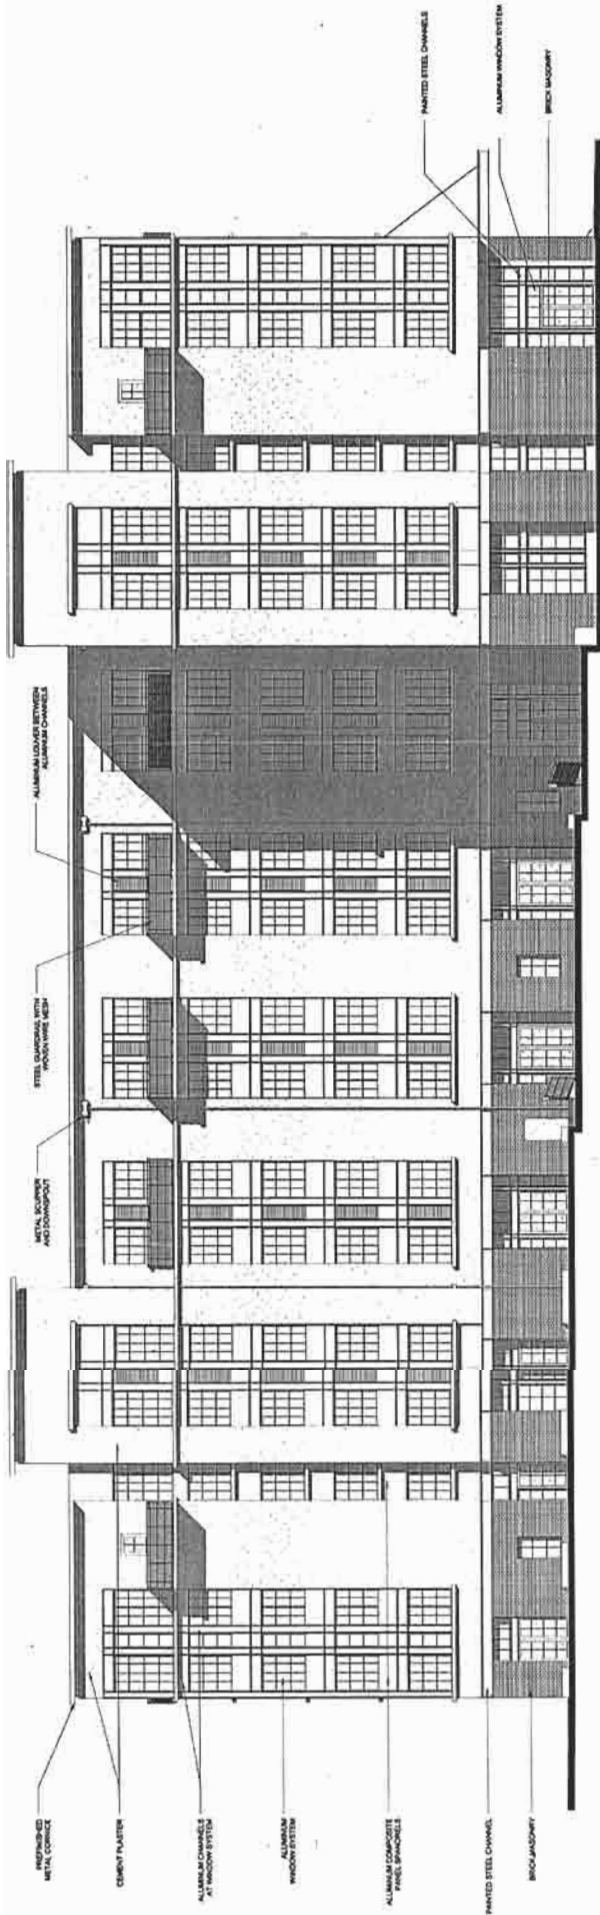 PREFINISHED
METAL CORNICE
CEMENT PLASTER
ALUMINUM CHANNELS
AT WINDOW SYSTEM
ALUMINUM
WINDOW SYSTEM
ALUMINUM COMPOSITE
PANEL SPANDRELS
PAINTED STEEL CHANNEL
BRICK MASONRY
METAL SCUPPER
AND DOWNSPOUT
STEEL GUARDRAIL WITH
WOVEN WIRE MESH
ALUMINUM LOUVER BETWEEN
ALUMINUM CHANNELS
PAINTED STEEL CHANNELS
ALUMINUM WINDOW SYSTEM
BRICK MASONRY